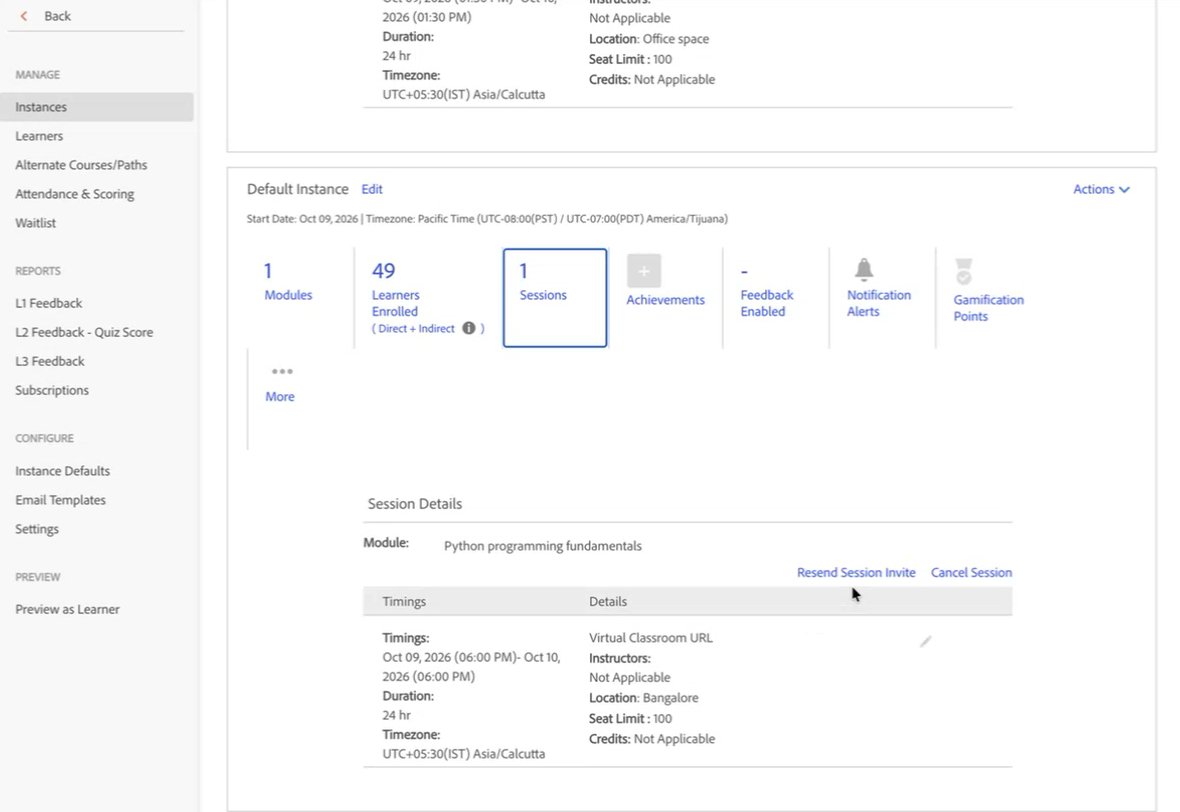 Back
MANAGE
Instances
Learners
Alternate Courses/Paths
Attendance & Scoring
Waitlist
REPORTS
L1 Feedback
L2 Feedback - Quiz Score
L3 Feedback
Subscriptions
CONFIGURE
Instance Defaults
Email Templates
Settings
PREVIEW
Preview as Learner
2026 (01:30 PM)
Duration:
24 hr
Timezone:
UTC+05:30(IST) Asia/Calcutta
Instructors:
Not Applicable
Location: Office space
Seat Limit : 100
Credits: Not Applicable
Default Instance Edit
Actions
Start Date: Oct 09, 2026 | Timezone: Pacific Time (UTC-08:00(PST) / UTC-07:00(PDT) America/Tijuana)
1
Modules
49
Learners
Enrolled
( Direct + Indirect i )
1
Sessions
+
Achievements
-
Feedback
Enabled
Notification
Alerts
Gamification
Points
More
Session Details
Module: Python programming fundamentals
Resend Session Invite Cancel Session
Timings Details
Timings:
Oct 09, 2026 (06:00 PM)- Oct 10,
2026 (06:00 PM)
Duration:
24 hr
Timezone:
UTC+05:30(IST) Asia/Calcutta
Virtual Classroom URL
Instructors:
Not Applicable
Location: Bangalore
Seat Limit : 100
Credits: Not Applicable